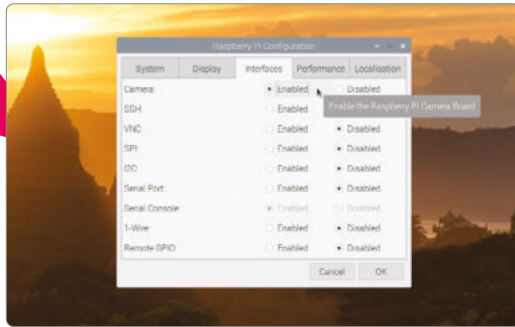 Raspberry Pi Configuration
System Display Interfaces Performance Localisation
Camera: Enabled Disabled
Enable the Raspberry Pi Camera Board
SSH: Enabled
VNC: Enabled Disabled
SPI: Enabled Disabled
I2C: Enabled Disabled
Serial Port: Enabled Disabled
Serial Console: Enabled Disabled
1-Wire: Enabled Disabled
Remote GPIO: Enabled Disabled
Cancel OK